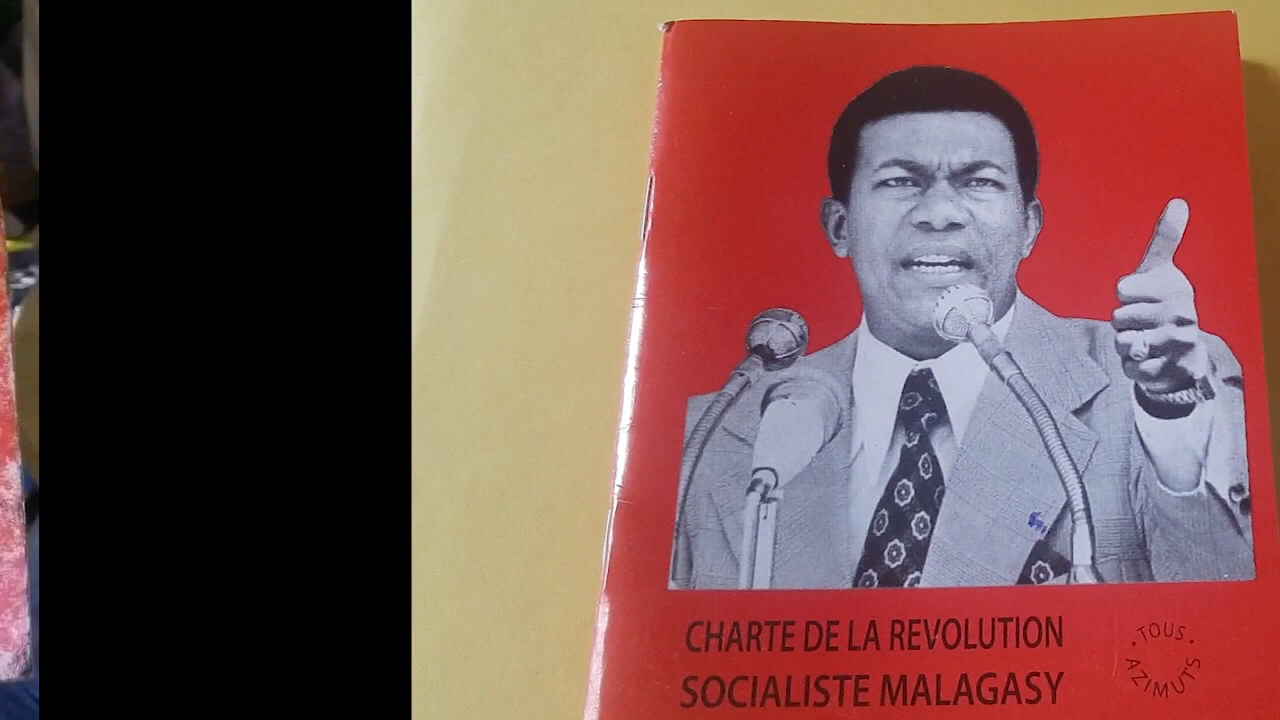 CHARTE DE LA REVOLUTION
SOCIALISTE MALAGASY
· TOUS ·
AZIMUTS